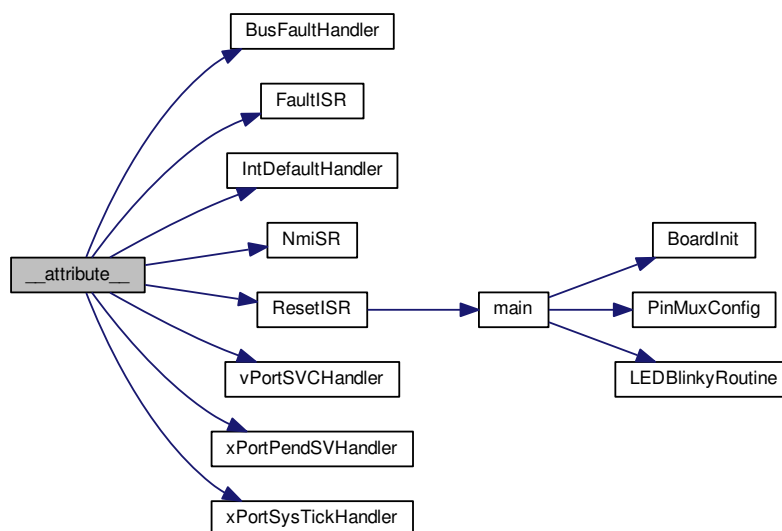 BusFaultHandler
FaultISR
IntDefaultHandler
NmiSR
__attribute__
ResetISR
main
BoardInit
PinMuxConfig
LEDBlinkyRoutine
vPortSVCHandler
xPortPendSVHandler
xPortSysTickHandler